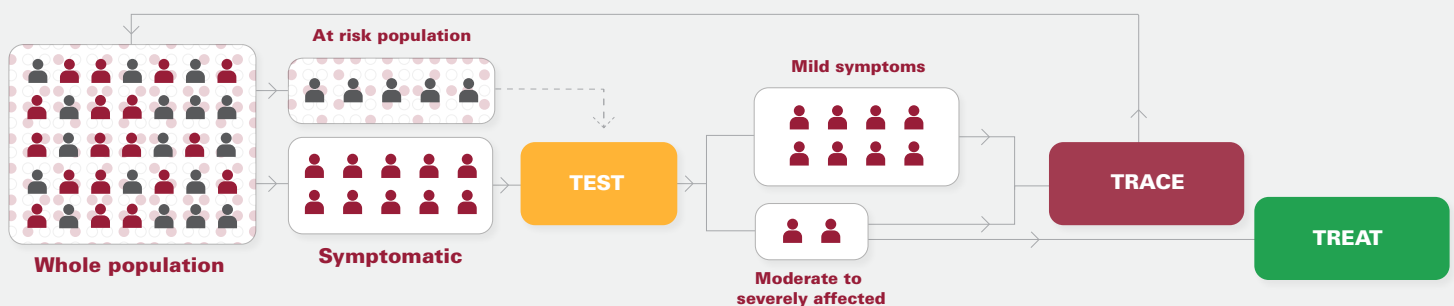 At risk population
Mild symptoms
TEST
TRACE
TREAT
Symptomatic
Whole population
Moderate to
severely affected